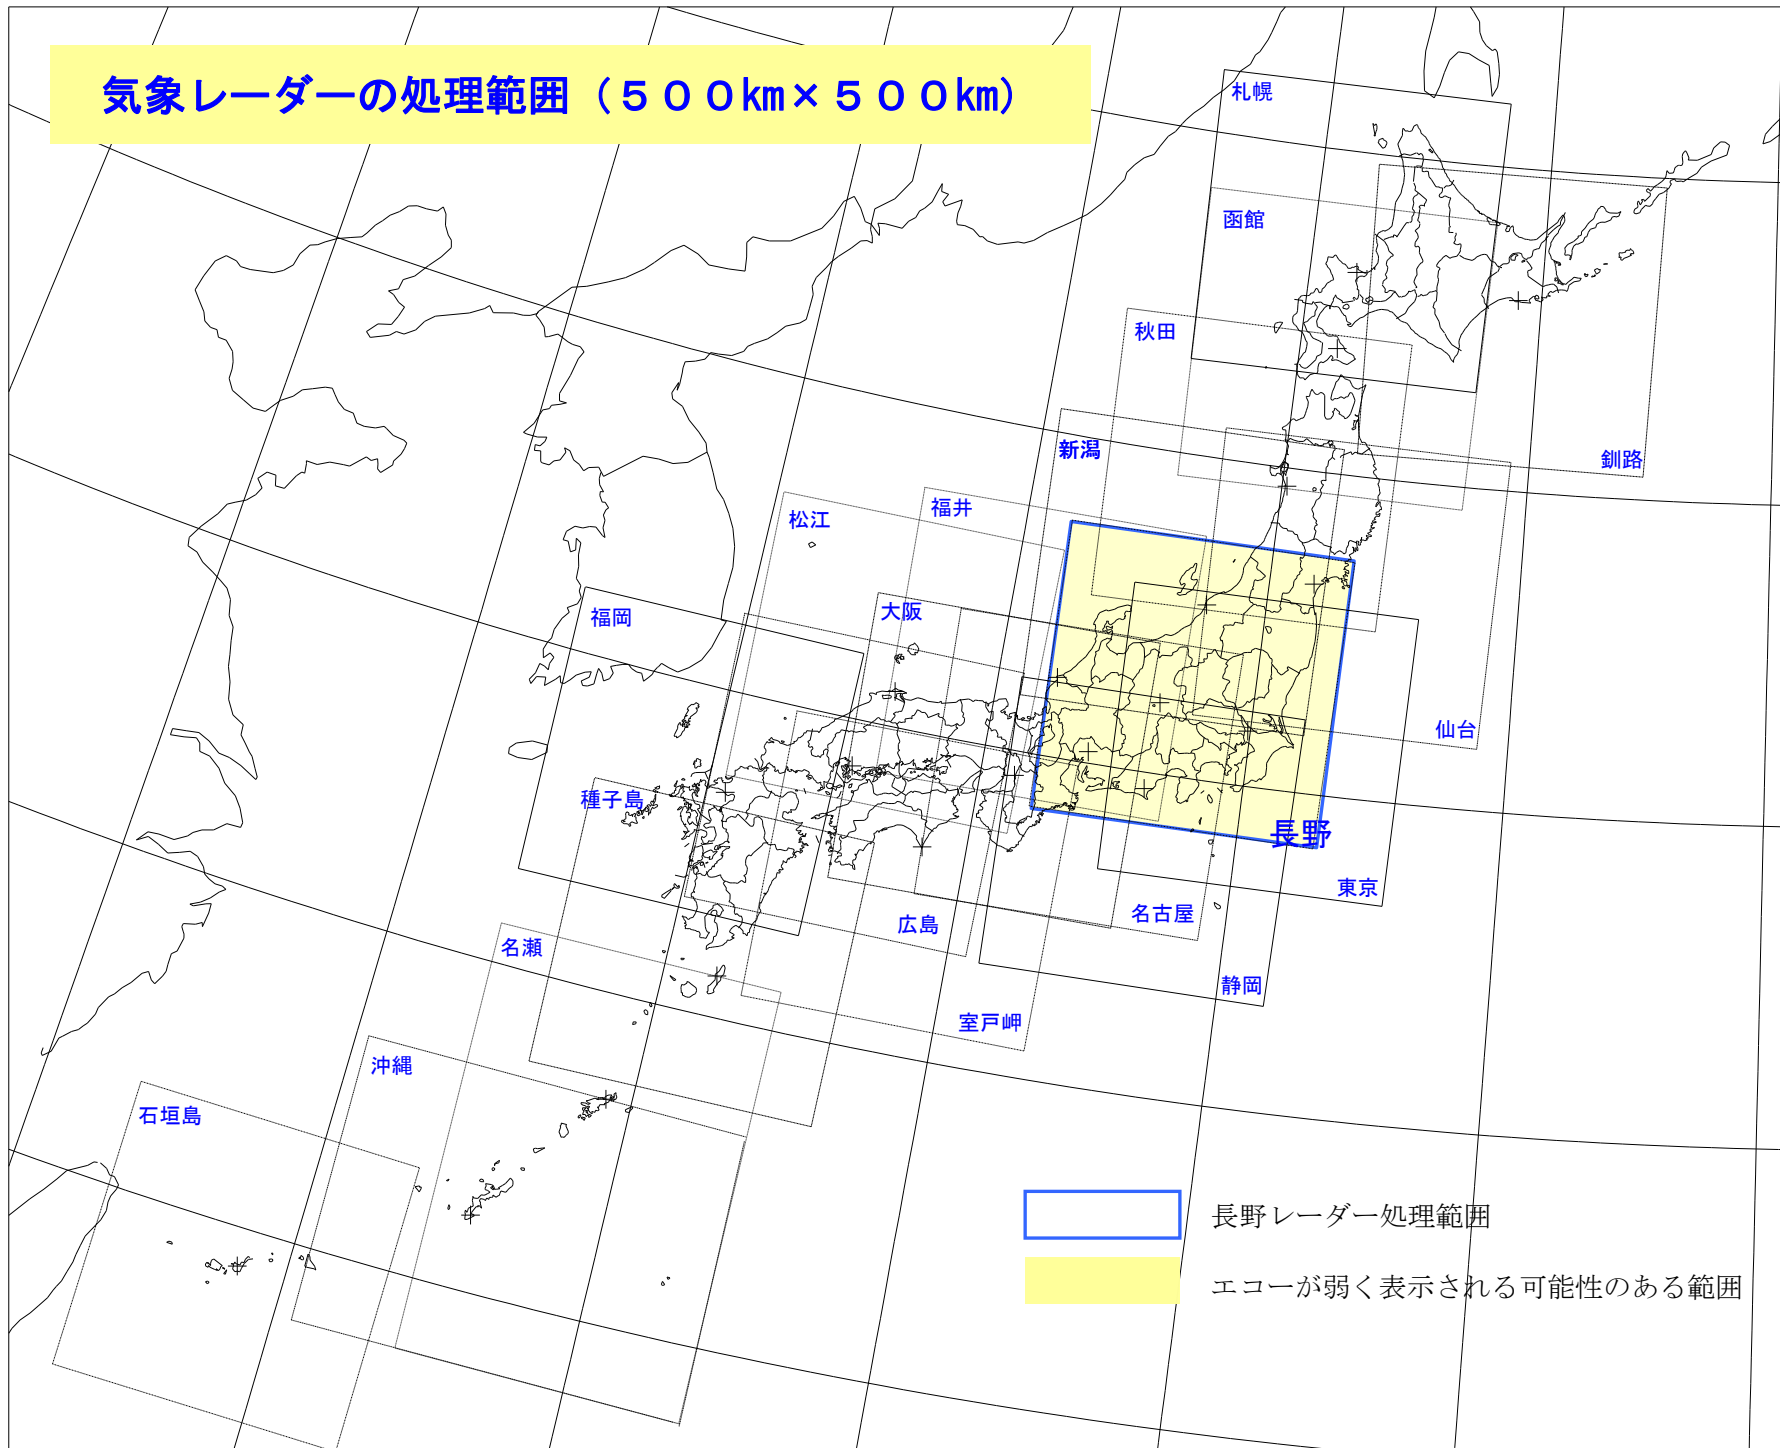 気象レーダーの処理範囲（５００㎞×５００㎞）
札幌
函館
秋田
新潟
釧路
福井
松江
大阪
福岡
仙台
種子島
長野
東京
名古屋
広島
名瀬
静岡
室戸岬
沖縄
石垣島
長野レーダー処理範囲
エコーが弱く表示される可能性のある範囲